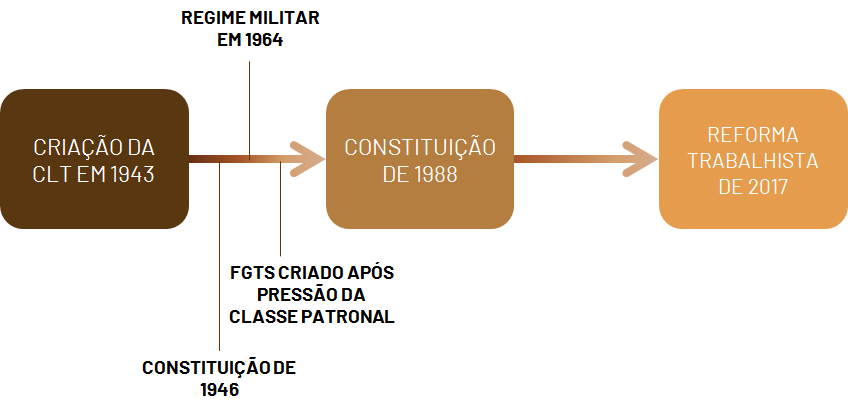 REGIME MILITAR
EM 1964
CRIAÇÃO DA
CLT EM 1943
CONSTITUIÇÃO
DE 1988
REFORMA
TRABALHISTA
DE 2017
FGTS CRIADO APÓS
PRESSÃO DA
CLASSE PATRONAL
CONSTITUIÇÃO DE
1946